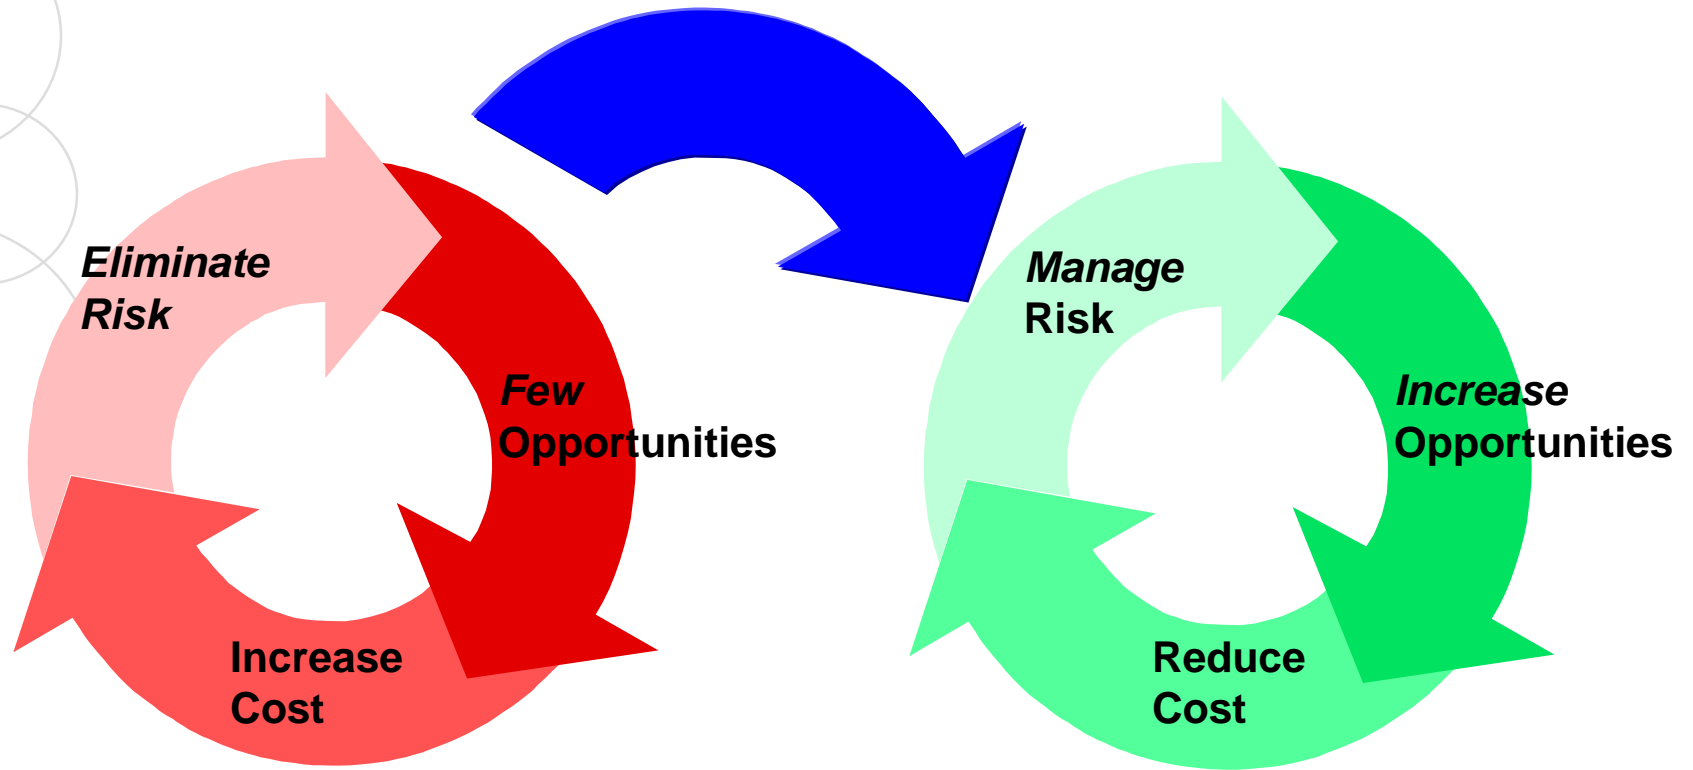 Eliminate
Risk
Few
Opportunities
Increase
Cost
Manage
Risk
Increase
Opportunities
Reduce
Cost